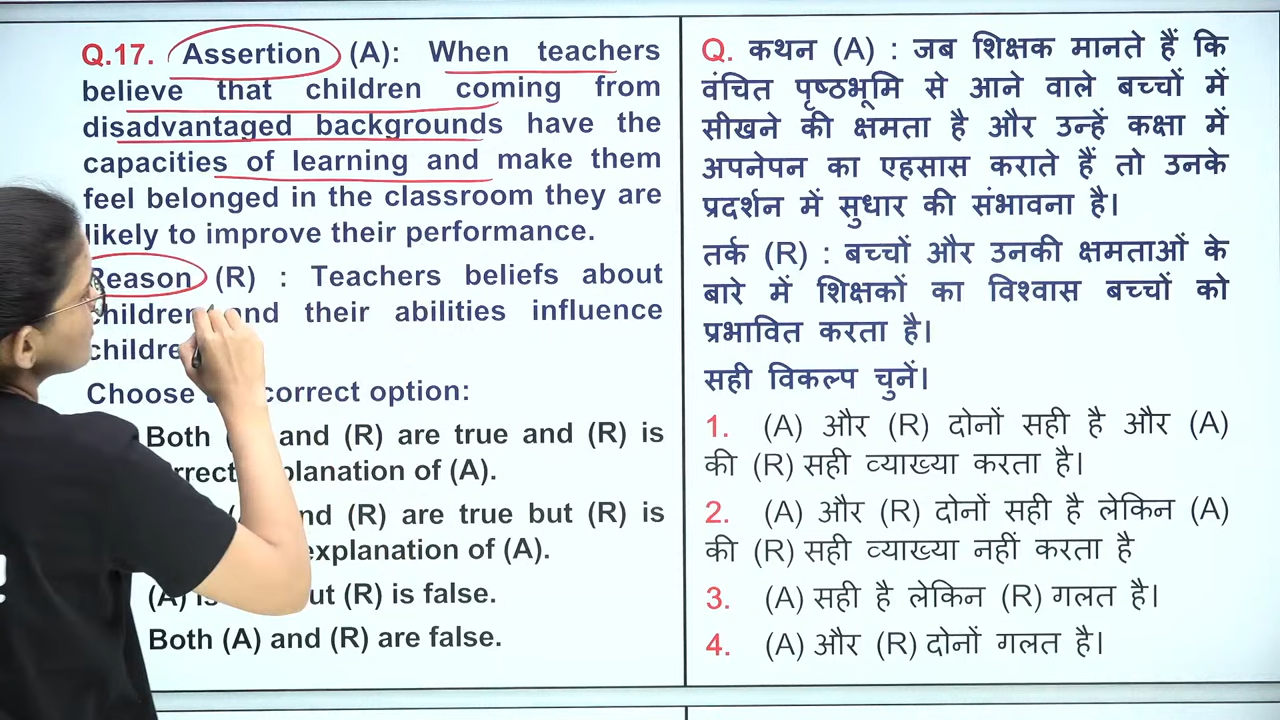 Q.17. Assertion (A): When teachers
believe that children coming from
disadvantaged backgrounds have the
capacities of learning and make them
feel belonged in the classroom they are
likely to improve their performance.
Reason (R) : Teachers beliefs about
children and their abilities influence
Choose correct option:
Both and (R) are true and (R) is
of (A).
(R) are true but (R) is
explanation of (A).
(A) (R) is false.
Both (A) and (R) are false.
Q. कथन (A) : जब शिक्षक मानते हैं कि
वंचित पृष्ठभूमि से आने वाले बच्चों में
सीखने की क्षमता है और उन्हें कक्षा में
अपनेपन का एहसास कराते हैं तो उनके
प्रदर्शन में सुधार की संभावना है।
तर्क (R) : बच्चों और उनकी क्षमताओं के
बारे में शिक्षकों का विश्वास बच्चों को
प्रभावित करता है।
सही विकल्प चुनें।
1. (A) और (R) दोनों सही है और (A)
की (R) सही व्याख्या करता है।
2. (A) और (R) दोनों सही है लेकिन (A)
की (R) सही व्याख्या नहीं करता है
3. (A) सही है लेकिन (R) गलत है।
4. (A) और (R) दोनों गलत है।